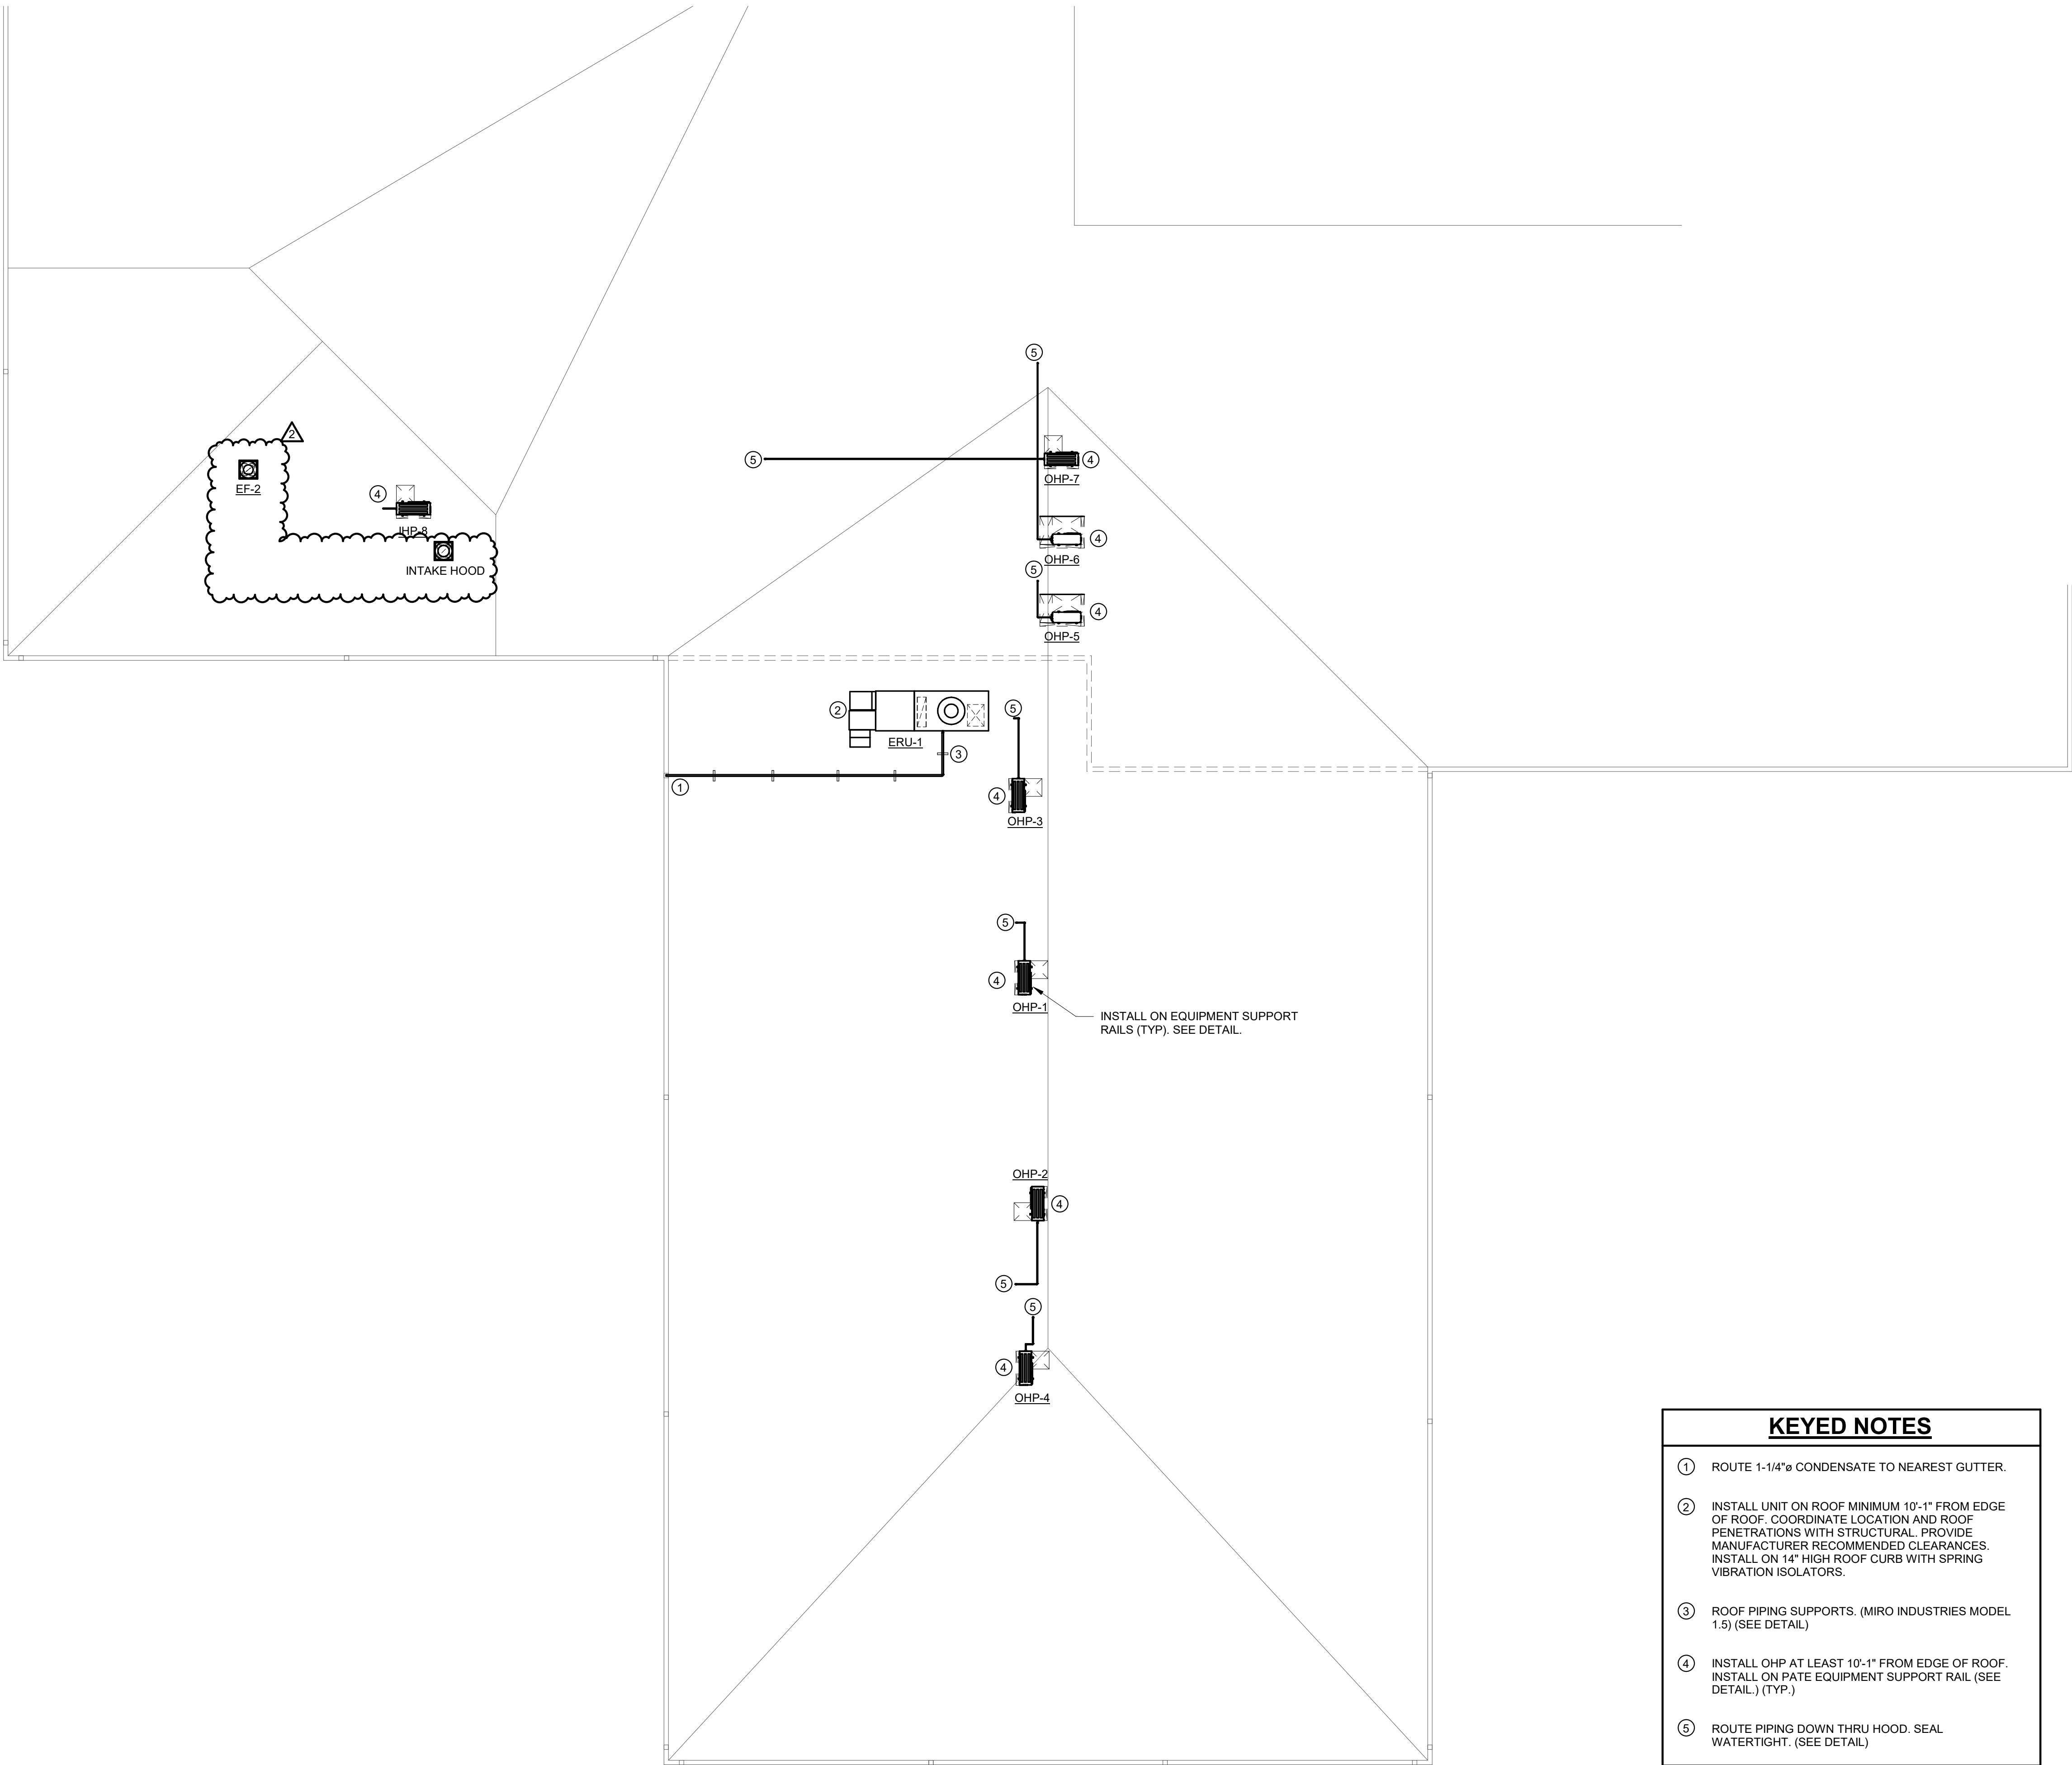 5
2
5
4
OHP-7
EF-2
4
IHP-8
INTAKE HOOD
4
OHP-6
5
4
OHP-5
2
ERU-1
5
3
1
4
OHP-3
5
4
OHP-1
INSTALL ON EQUIPMENT SUPPORT
RAILS (TYP). SEE DETAIL.
OHP-2
4
5
5
4
OHP-4
KEYED NOTES
1 ROUTE 1-1/4"ø CONDENSATE TO NEAREST GUTTER.
2 INSTALL UNIT ON ROOF MINIMUM 10'-1" FROM EDGE
OF ROOF. COORDINATE LOCATION AND ROOF
PENETRATIONS WITH STRUCTURAL. PROVIDE
MANUFACTURER RECOMMENDED CLEARANCES.
INSTALL ON 14" HIGH ROOF CURB WITH SPRING
VIBRATION ISOLATORS.
3 ROOF PIPING SUPPORTS. (MIRO INDUSTRIES MODEL
1.5) (SEE DETAIL)
4 INSTALL OHP AT LEAST 10'-1" FROM EDGE OF ROOF.
INSTALL ON PATE EQUIPMENT SUPPORT RAIL (SEE
DETAIL.) (TYP.)
5 ROUTE PIPING DOWN THRU HOOD. SEAL
WATERTIGHT. (SEE DETAIL)